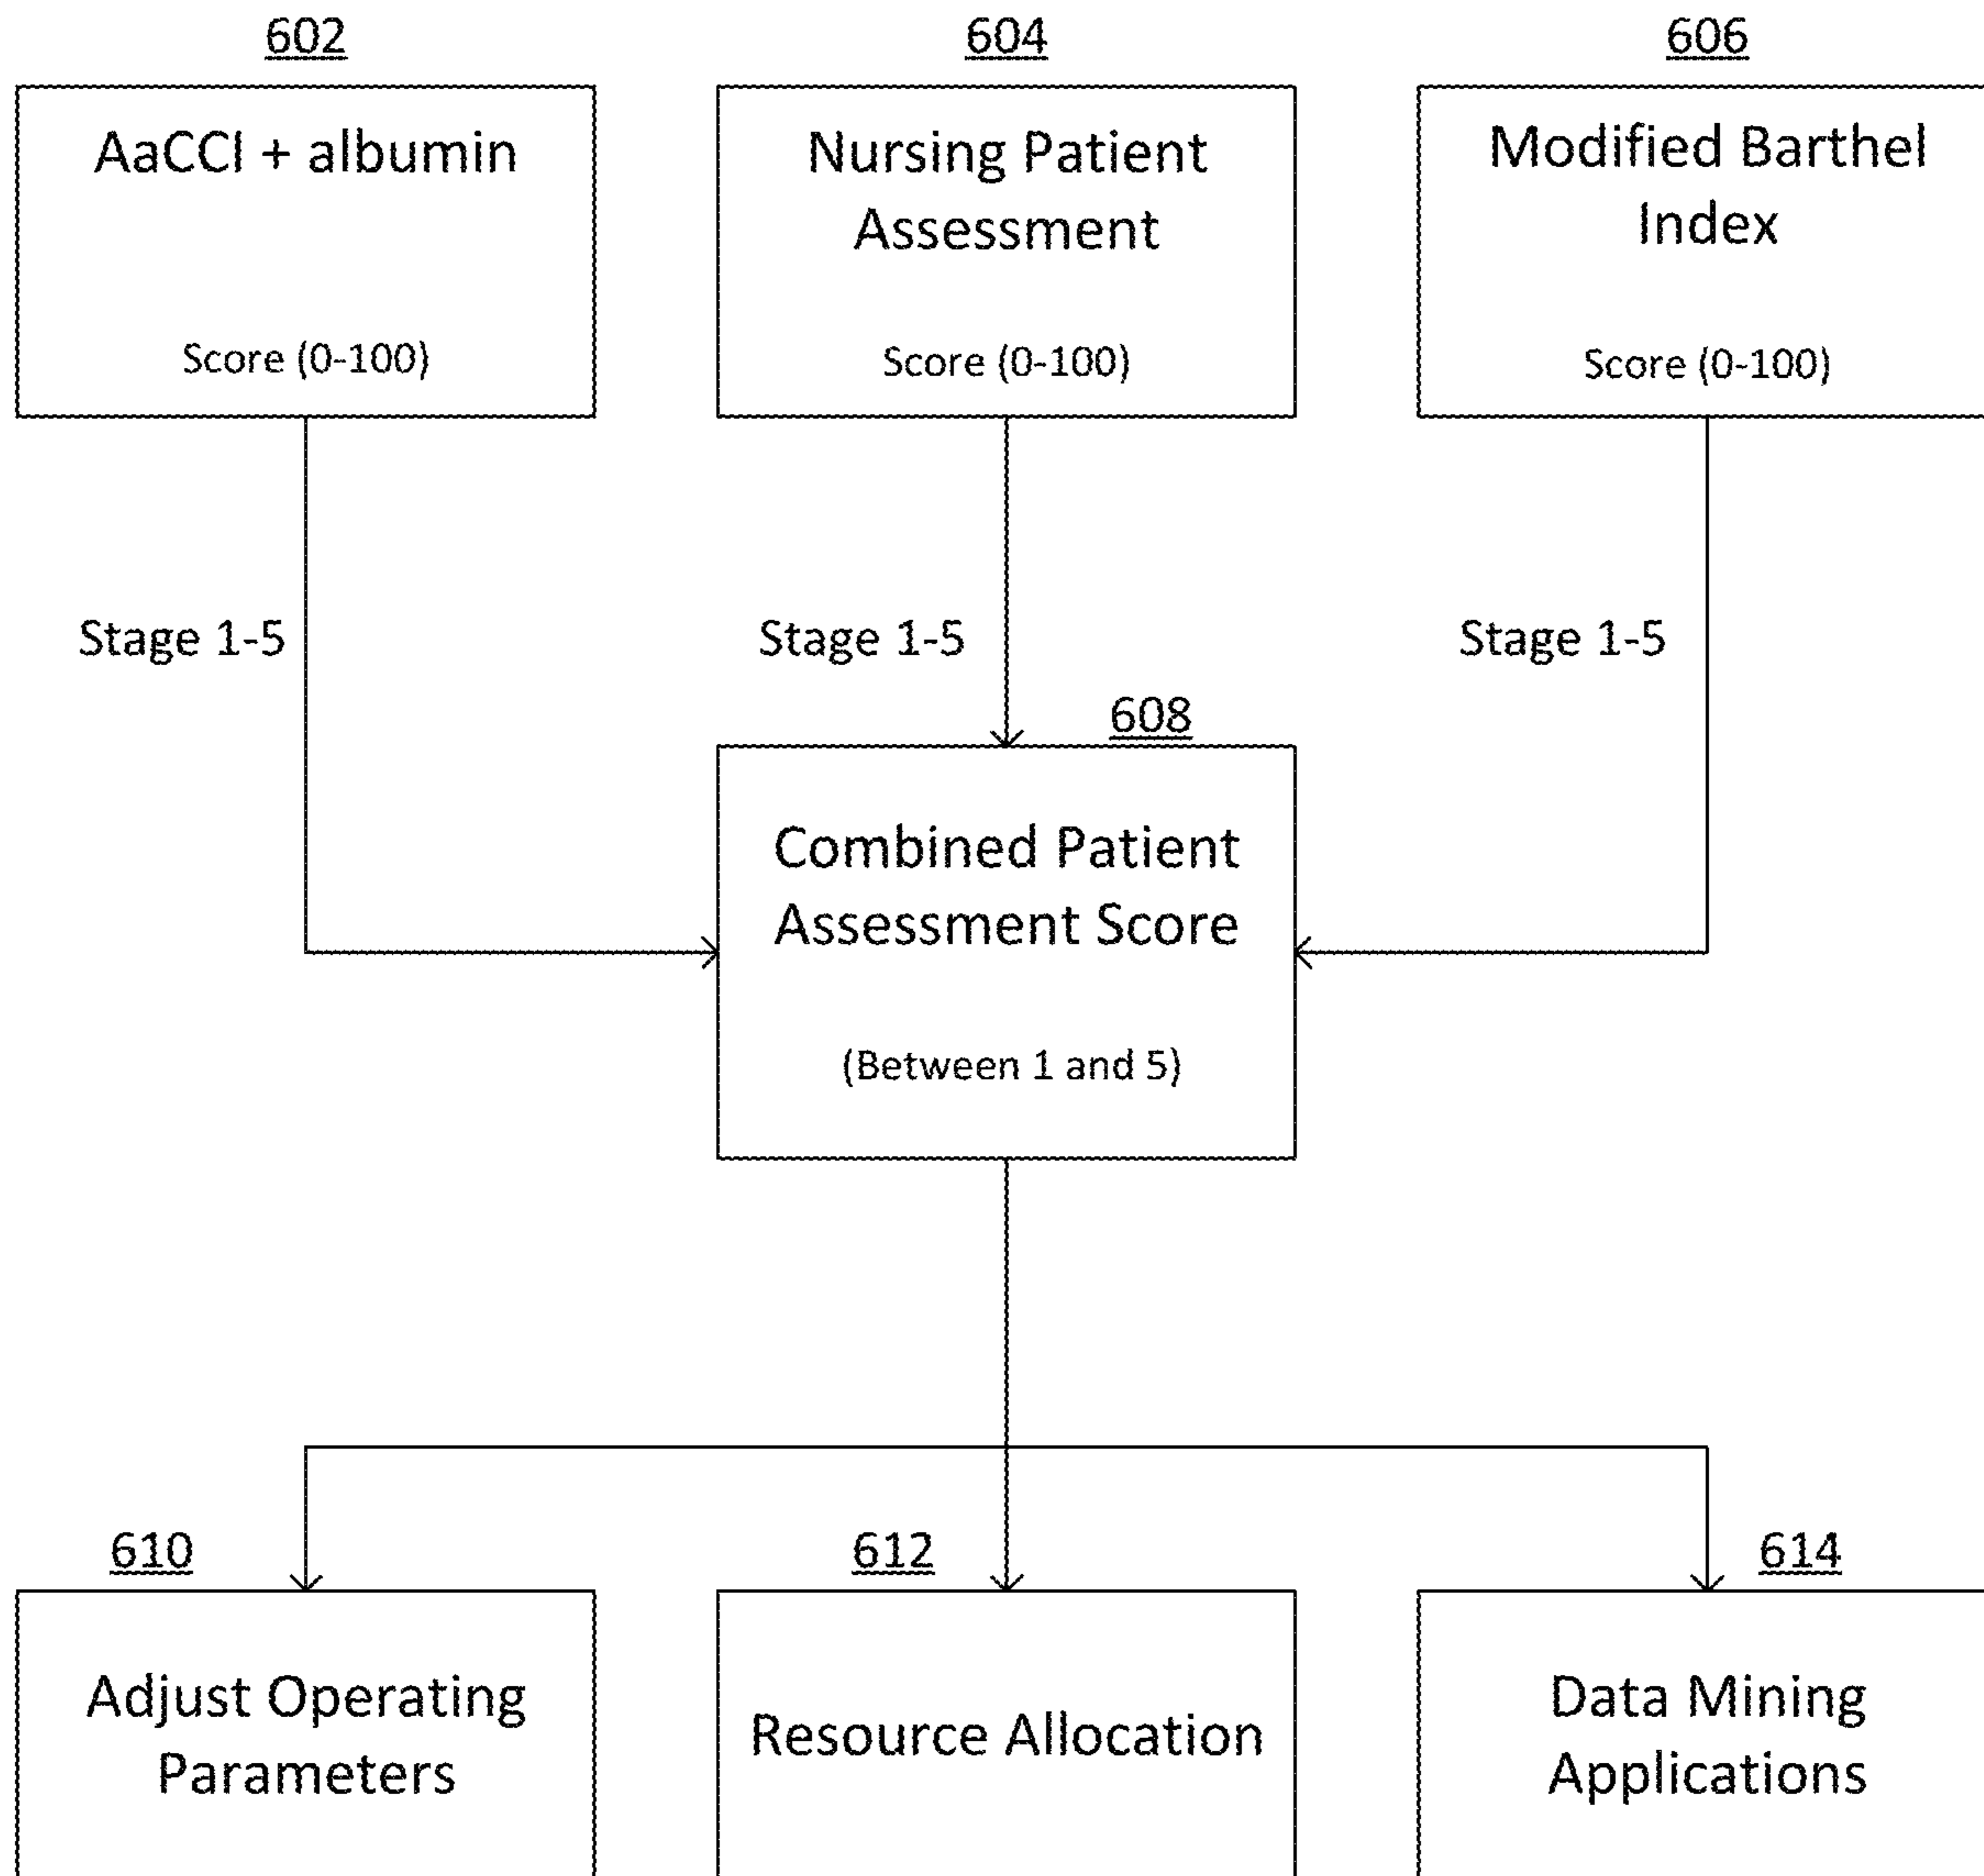 602
604
606
AaCCI + albumin
Score (0-100)
Nursing Patient
Assessment
Score (0-100)
Modified Barthel
Index
Score (0-100)
Stage 1-5
Stage 1-5
Stage 1-5
608
Combined Patient
Assessment Score
(Between 1 and 5)
610
612
614
Adjust Operating
Parameters
Resource Allocation
Data Mining
Applications